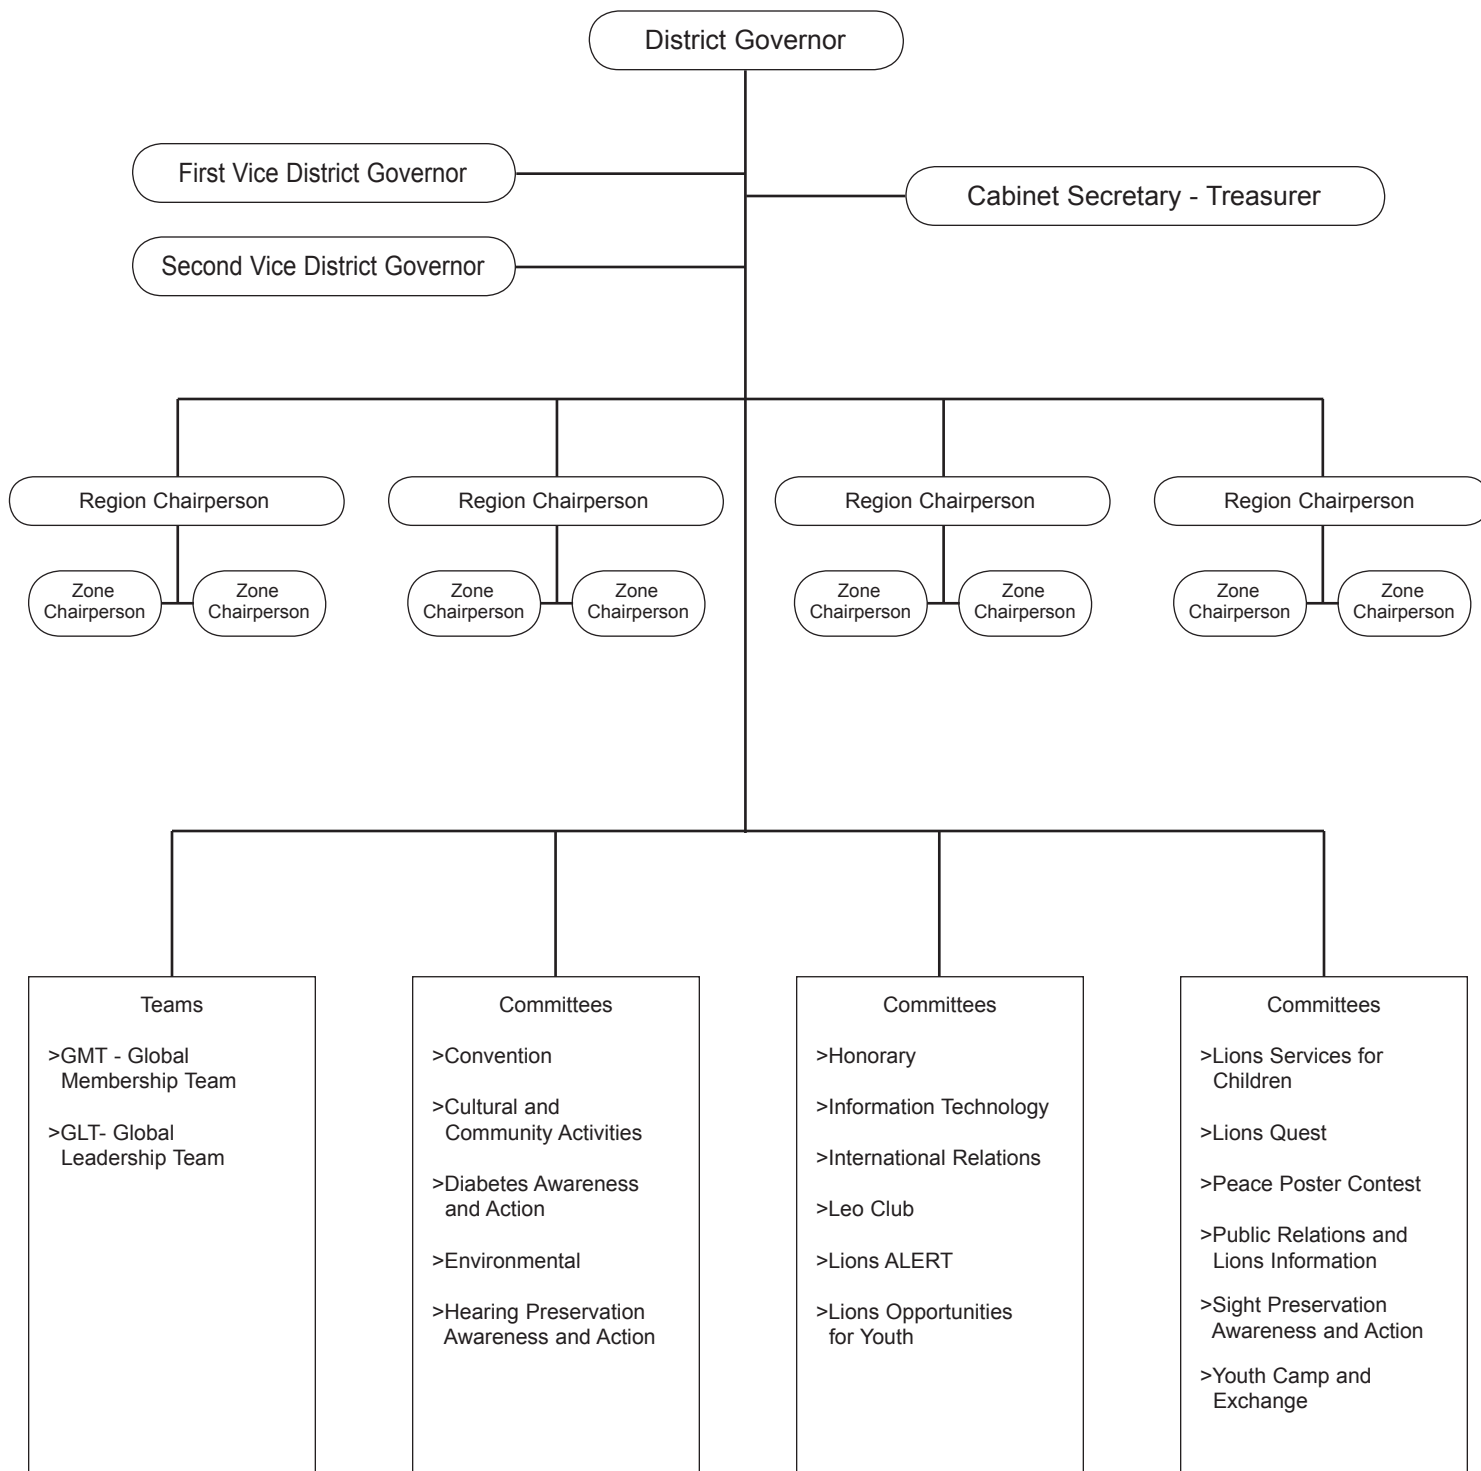 District Governor
First Vice District Governor
Cabinet Secretary - Treasurer
Second Vice District Governor
Region Chairperson
Region Chairperson
Region Chairperson
Region Chairperson
Zone
Chairperson
Zone
Chairperson
Zone
Chairperson
Zone
Chairperson
Zone
Chairperson
Zone
Chairperson
Zone
Chairperson
Zone
Chairperson
Teams
>GMT - Global
Membership Team
>GLT- Global
Leadership Team
Committees
>Convention
>Cultural and
Community Activities
>Diabetes Awareness
and Action
>Environmental
>Hearing Preservation
Awareness and Action
Committees
>Honorary
>Information Technology
>International Relations
>Leo Club
>Lions ALERT
>Lions Opportunities
for Youth
Committees
>Lions Services for
Children
>Lions Quest
>Peace Poster Contest
>Public Relations and
Lions Information
>Sight Preservation
Awareness and Action
>Youth Camp and
Exchange